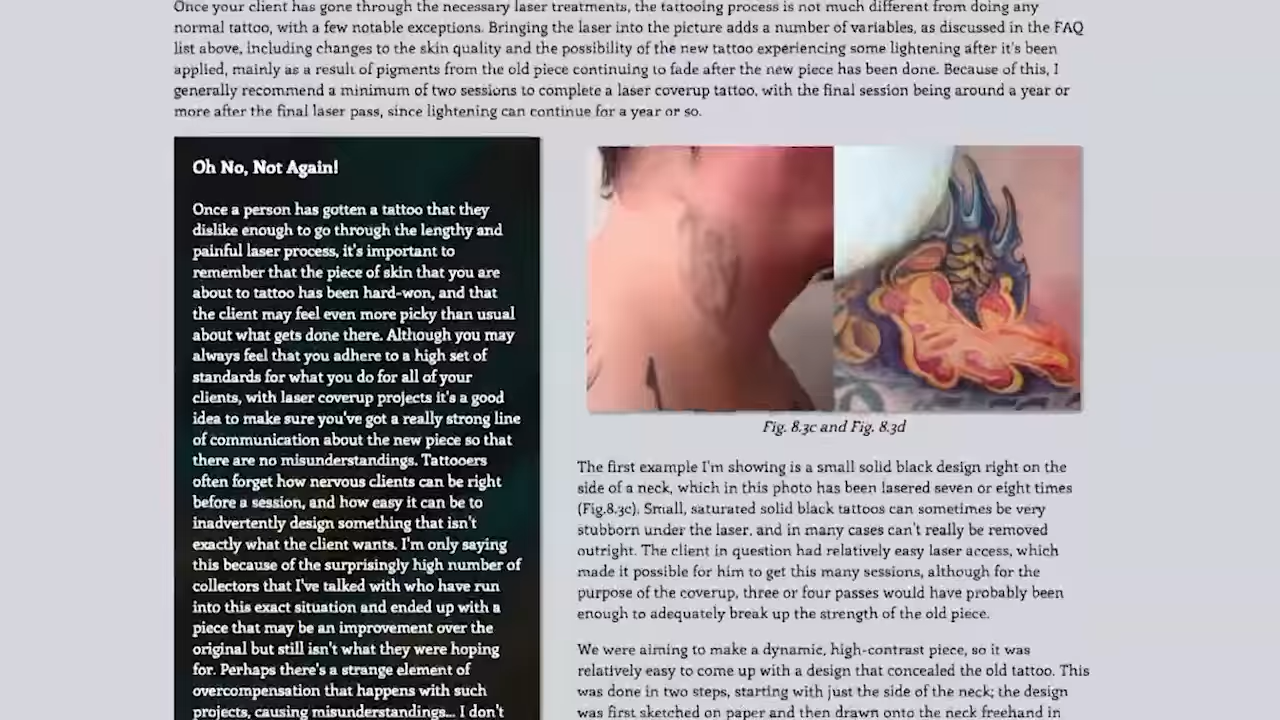 Once your client has gone through the necessary laser treatments, the tattooing process is not much different from doing any
normal tattoo, with a few notable exceptions. Bringing the laser into the picture adds a number of variables, as discussed in the FAQ
list above, including changes to the skin quality and the possibility of the new tattoo experiencing some lightening after it's been
applied, mainly as a result of pigments from the old piece continuing to fade after the new piece has been done. Because of this, I
generally recommend a minimum of two sessions to complete a laser coverup tattoo, with the final session being around a year or
more after the final laser pass, since lightening can continue for a year or so.
Oh No, Not Again!
Once a person has gotten a tattoo that they
dislike enough to go through the lengthy and
painful laser process, it's important to
remember that the piece of skin that you are
about to tattoo has been hard-won, and that
the client may feel even more picky than usual
about what gets done there. Although you may
always feel that you adhere to a high set of
standards for what you do for all of your
clients, with laser coverup projects it's a good
idea to make sure you've got a really strong line
of communication about the new piece so that
there are no misunderstandings. Tattooers
often forget how nervous clients can be right
before a session, and how easy it can be to
inadvertently design something that isn't
exactly what the client wants. I'm only saying
this because of the surprisingly high number of
collectors that I've talked with who have run
into this exact situation and ended up with a
piece that may be an improvement over the
original but still isn't what they were hoping
for. Perhaps there's a strange element of
overcompensation that happens with such
projects, causing misunderstandings... I don't
Fig. 8.3c and Fig. 8.3d
The first example I'm showing is a small solid black design right on the
side of a neck, which in this photo has been lasered seven or eight times
(Fig.8.3c). Small, saturated solid black tattoos can sometimes be very
stubborn under the laser, and in many cases can't really be removed
outright. The client in question had relatively easy laser access, which
made it possible for him to get this many sessions, although for the
purpose of the coverup, three or four passes would have probably been
enough to adequately break up the strength of the old piece.
We were aiming to make a dynamic, high-contrast piece, so it was
relatively easy to come up with a design that concealed the old tattoo. This
was done in two steps, starting with just the side of the neck; the design
was first sketched on paper and then drawn onto the neck freehand in